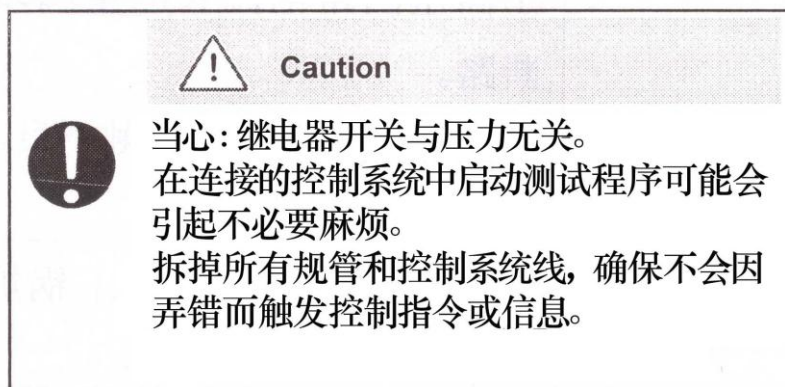 Caution
当心:继电器开关与压力无关。
在连接的控制系统中启动测试程序可能会
引起不必要麻烦。
拆掉所有规管和控制系统线,确保不会因
弄错而触发控制指令或信息。